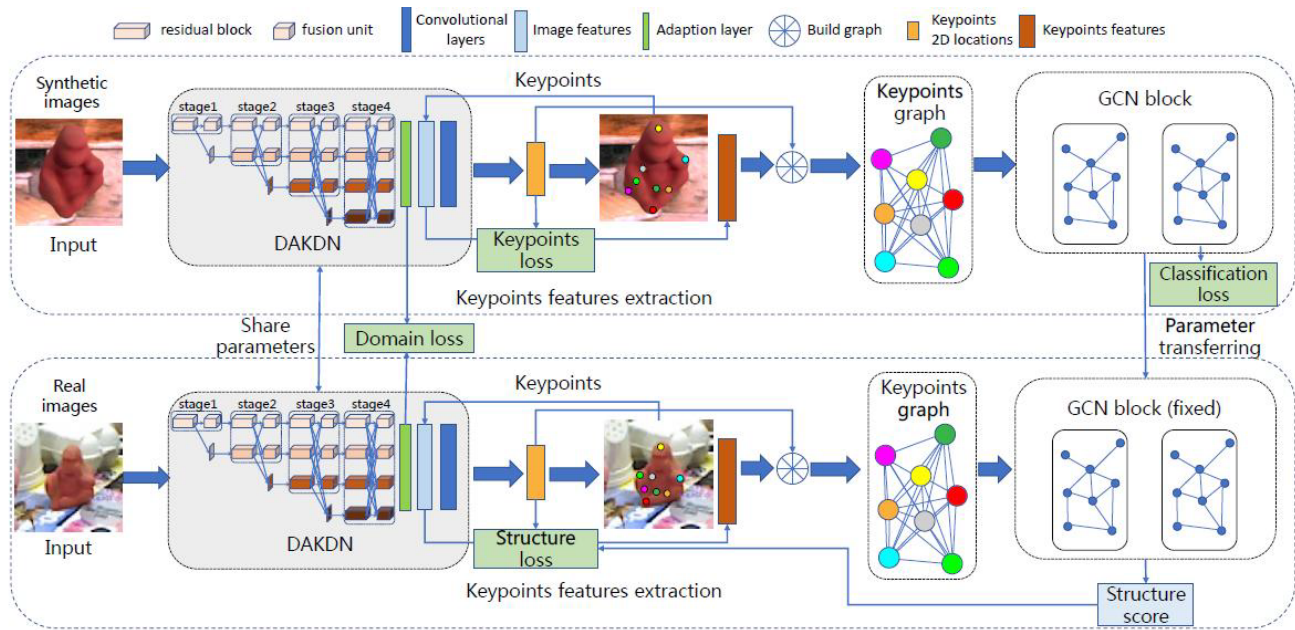 residual block
fusion unit
Convolutional
layers
Image features
Adaption layer
Build graph
Keypoints
2D locations
Keypoints features
Synthetic
images
stage1
stage2
stage3
stage4
Keypoints
Keypoints
graph
GCN block
Input
DAKDN
Keypoints
loss
Classification
loss
Keypoints features extraction
Share
parameters
Domain loss
Parameter
transferring
Real
images
stage1
stage2
stage3
stage4
Keypoints
Keypoints
graph
GCN block (fixed)
Input
DAKDN
Structure
loss
Keypoints features extraction
Structure
score